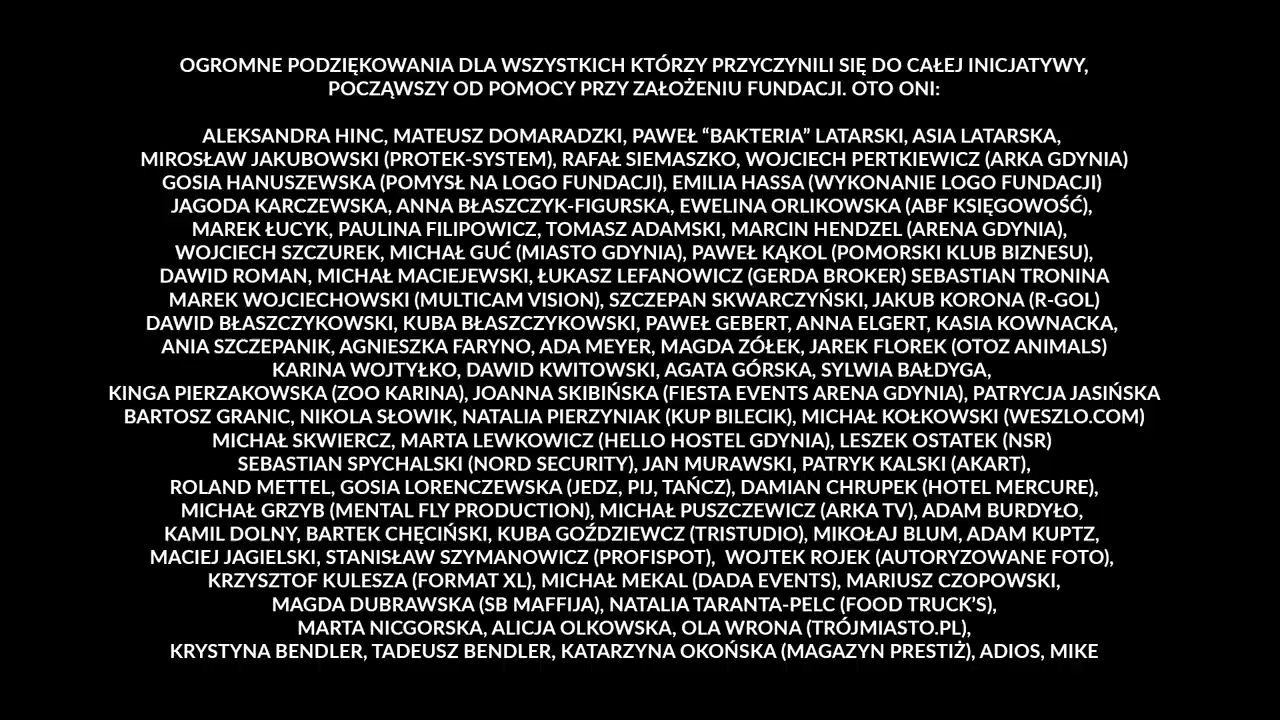 OGROMNE PODZIĘKOWANIA DLA WSZYSTKICH KTÓRZY PRZYCZYNILI SIĘ DO CAŁEJ INICJATYWY,
POCZĄWSZY OD POMOCY PRZY ZAŁOŻENIU FUNDACJI. OTO ONI:
ALEKSANDRA HINC, MATEUSZ DOMARADZKI, PAWEŁ “BAKTERIA” LATARSKI, ASIA LATARSKA,
MIROSŁAW JAKUBOWSKI (PROTEK-SYSTEM), RAFAŁ SIEMASZKO, WOJCIECH PERTKIEWICZ (ARKA GDYNIA)
GOSIA HANUSZEWSKA (POMYSŁ NA LOGO FUNDACJI), EMILIA HASSA (WYKONANIE LOGO FUNDACJI)
JAGODA KARCZEWSKA, ANNA BŁASZCZYK-FIGURSKA, EWELINA ORLIKOWSKA (ABF KSIĘGOWOŚĆ),
MAREK ŁUCYK, PAULINA FILIPOWICZ, TOMASZ ADAMSKI, MARCIN HENDZEL (ARENA GDYNIA),
WOJCIECH SZCZUREK, MICHAŁ GUĆ (MIASTO GDYNIA), PAWEŁ KĄKOL (POMORSKI KLUB BIZNESU),
DAWID ROMAN, MICHAŁ MACIEJEWSKI, ŁUKASZ LEFANOWICZ (GERDA BROKER) SEBASTIAN TRONINA
MAREK WOJCIECHOWSKI (MULTICAM VISION), SZCZEPAN SKWARCZYŃSKI, JAKUB KORONA (R-GOL)
DAWID BŁASZCZYKOWSKI, KUBA BŁASZCZYKOWSKI, PAWEŁ GEBERT, ANNA ELGERT, KASIA KOWNACKA,
ANIA SZCZEPANIK, AGNIESZKA FARYNO, ADA MEYER, MAGDA ZÓŁEK, JAREK FLOREK (OTOZ ANIMALS)
KARINA WOJTYŁKO, DAWID KWITOWSKI, AGATA GÓRSKA, SYLWIA BAŁDYGA,
KINGA PIERZAKOWSKA (ZOO KARINA), JOANNA SKIBIŃSKA (FIESTA EVENTS ARENA GDYNIA), PATRYCJA JASIŃSKA
BARTOSZ GRANIC, NIKOLA SŁOWIK, NATALIA PIERZYNIAK (KUP BILECIK), MICHAŁ KOŁKOWSKI (WESZLO.COM)
MICHAŁ SKWIERCZ, MARTA LEWKOWICZ (HELLO HOSTEL GDYNIA), LESZEK OSTATEK (NSR)
SEBASTIAN SPYCHALSKI (NORD SECURITY), JAN MURAWSKI, PATRYK KALSKI (AKART),
ROLAND METTEL, GOSIA LORENCZEWSKA (JEDZ, PIJ, TAŃCZ), DAMIAN CHRUPEK (HOTEL MERCURE),
MICHAŁ GRZYB (MENTAL FLY PRODUCTION), MICHAŁ PUSZCZEWICZ (ARKA TV), ADAM BURDYŁO,
KAMIL DOLNY, BARTEK CHĘCIŃSKI, KUBA GOŹDZIEWCZ (TRISTUDIO), MIKOŁAJ BLUM, ADAM KUPTZ,
MACIEJ JAGIELSKI, STANISŁAW SZYMANOWICZ (PROFISPOT),  WOJTEK ROJEK (AUTORYZOWANE FOTO),
KRZYSZTOF KULESZA (FORMAT XL), MICHAŁ MEKAL (DADA EVENTS), MARIUSZ CZOPOWSKI,
MAGDA DUBRAWSKA (SB MAFFIJA), NATALIA TARANTA-PELC (FOOD TRUCK’S),
MARTA NICGORSKA, ALICJA OLKOWSKA, OLA WRONA (TRÓJMIASTO.PL),
KRYSTYNA BENDLER, TADEUSZ BENDLER, KATARZYNA OKOŃSKA (MAGAZYN PRESTIŻ), ADIOS, MIKE